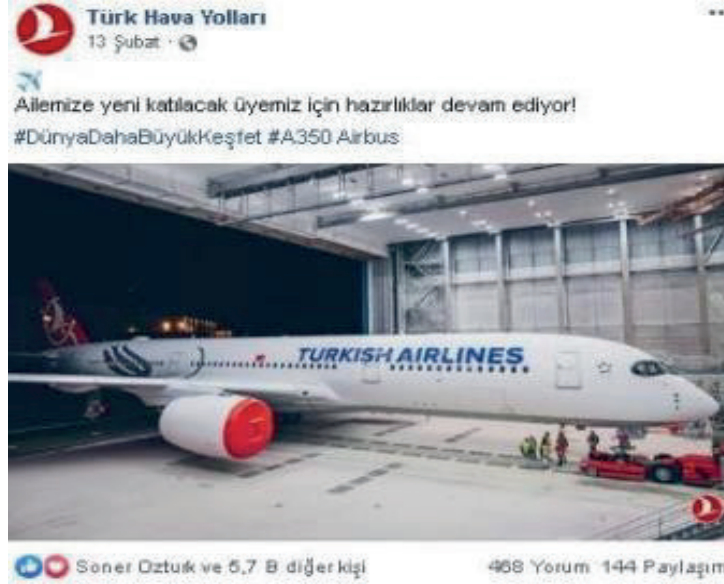 Türk Hava Yolları
13 Şubat ·
Ailemize yeni katılacak üyemiz için hazırlıklar devam ediyor!
#DünyaDahaBüyükKeşfet #A350 Airbus
TURKISH AIRLINES
Soner Ozturk ve 5,7 B diğer kişi
468 Yorum 144 Paylaşım